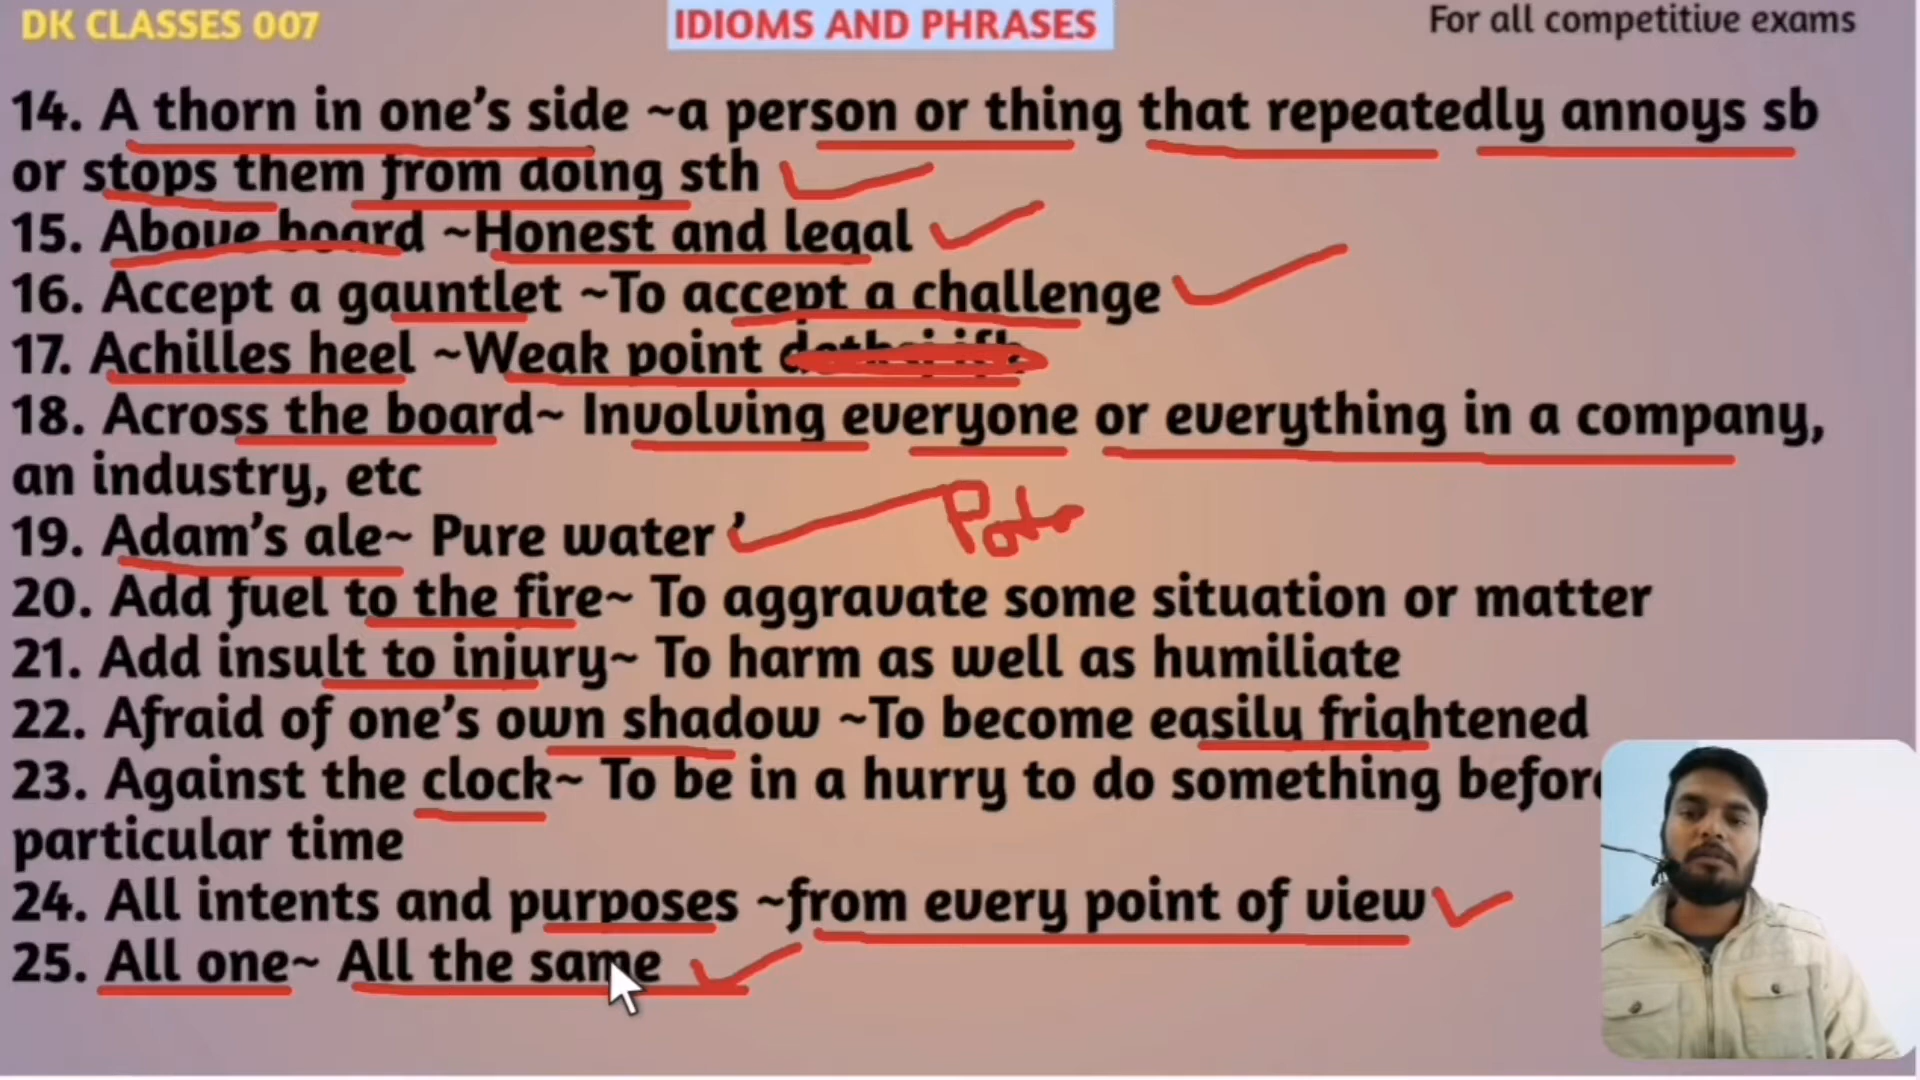 DK CLASSES 007
IDIOMS AND PHRASES
For all competitive exams
14. A thorn in one's side ~a person or thing that repeatedly annoys sb
or stops them from doing sth
15. Above board ~Honest and legal
16. Accept a gauntlet ~To accept a challenge
17. Achilles heel ~Weak point
18. Across the board~ Involving everyone or everything in a company,
an industry, etc
19. Adam's ale~ Pure water '
20. Add fuel to the fire~ To aggravate some situation or matter
21. Add insult to injury~ To harm as well as humiliate
22. Afraid of one's own shadow ~To become easily frightened
23. Against the clock~ To be in a hurry to do something before
particular time
24. All intents and purposes ~from every point of view
25. All one~ All the same